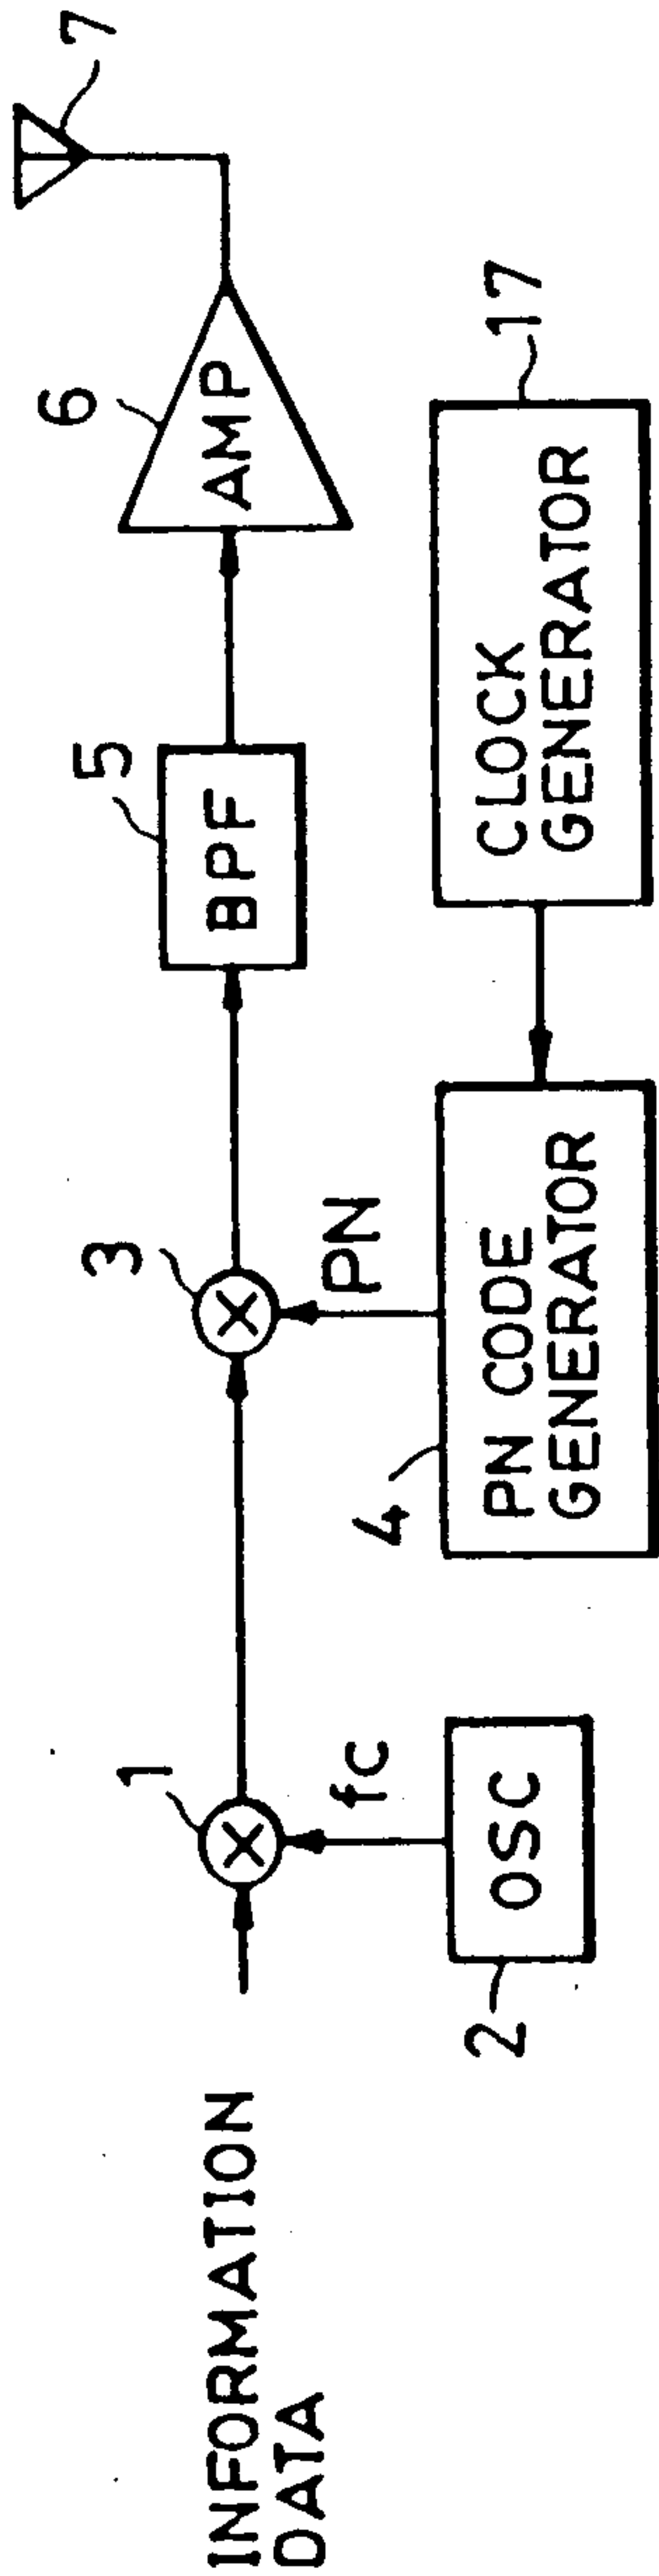 INFORMATION
DATA
1
fc
OSC
2
3
PN
PN CODE
GENERATOR
4
BPF
5
AMP
6
7
CLOCK
GENERATOR
17